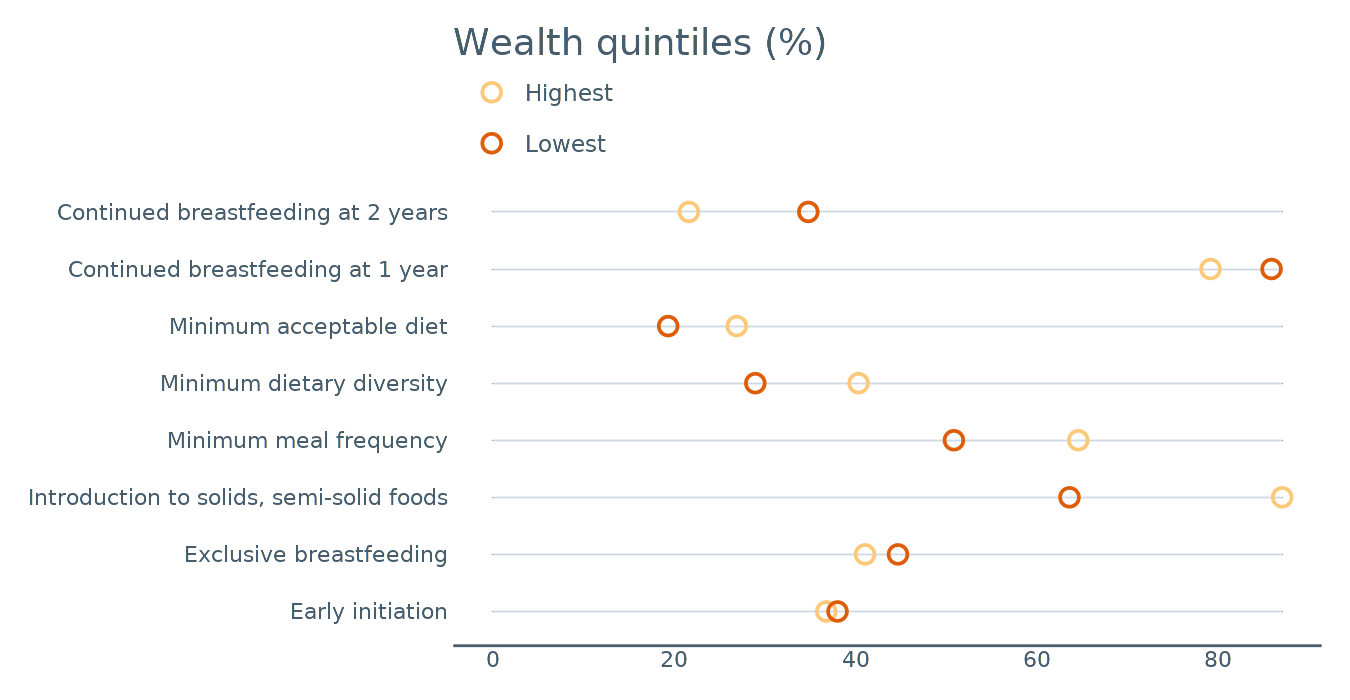 Wealth quintiles (%)
Highest
Lowest
Continued breastfeeding at 2 years
Continued breastfeeding at 1 year
Minimum acceptable diet
Minimum dietary diversity
Minimum meal frequency
Introduction to solids, semi-solid foods
Exclusive breastfeeding
Early initiation
0 20 40 60 80